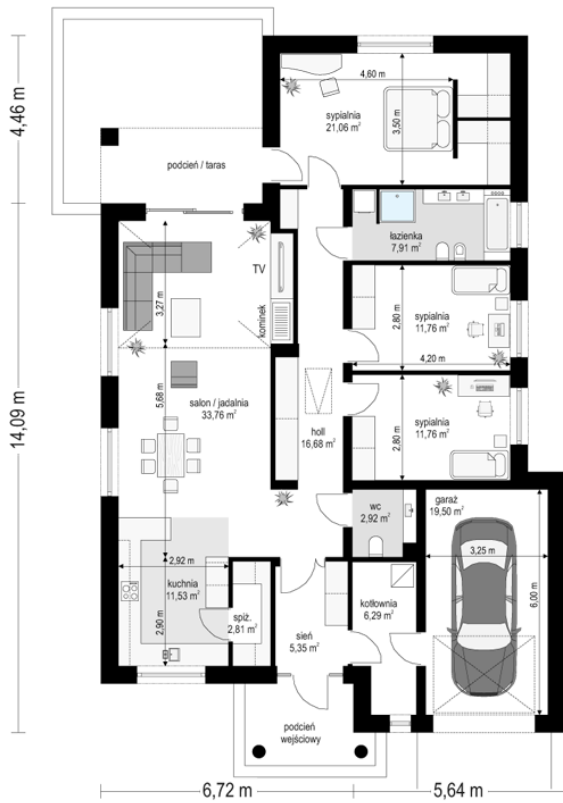 4,46 m
4,60 m
sypialnia
21,06 m²
3,50 m
podcień / taras
łazienka
7,91 m²
TV
3,27 m
kominek
sypialnia
11,76 m²
2,80 m
4,20 m
14,09 m
5,68 m
salon / jadalnia
33,76 m²
holl
16,68 m²
sypialnia
11,76 m²
2,80 m
wc
2,92 m²
garaż
19,50 m²
3,25 m
6,00 m
2,92 m
kuchnia
11,53 m²
2,90 m
spiż.
2,81 m²
sień
5,35 m²
kotłownia
6,29 m²
podcień
wejściowy
6,72 m
5,64 m